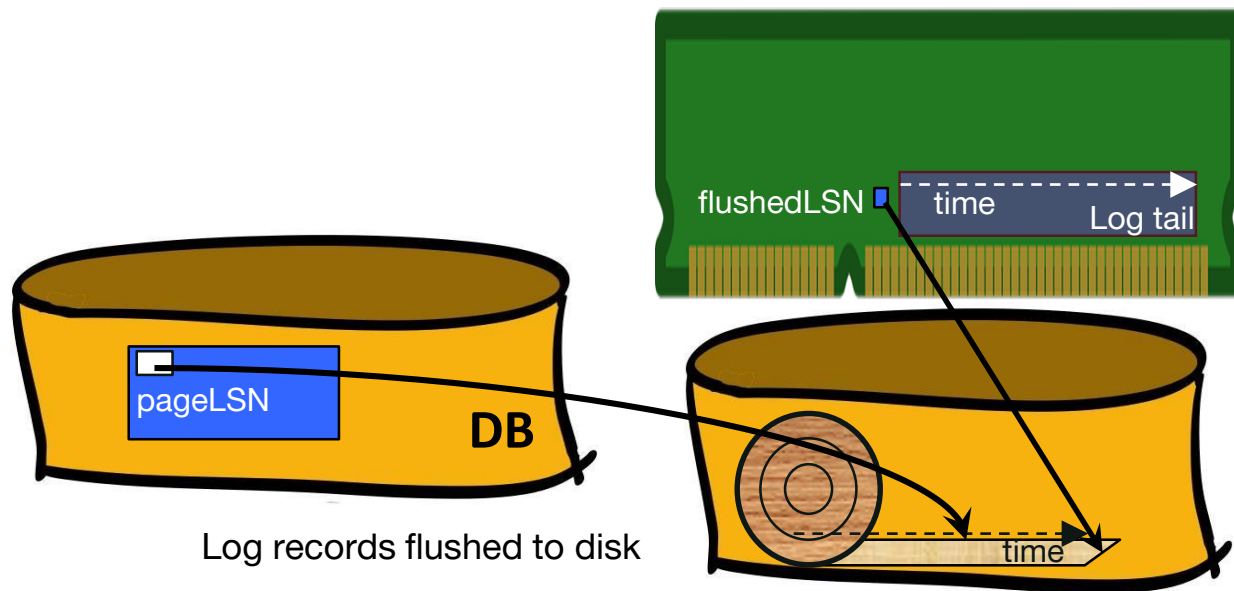 flushedLSN
time
Log tail
pageLSN
DB
Log records flushed to disk
time